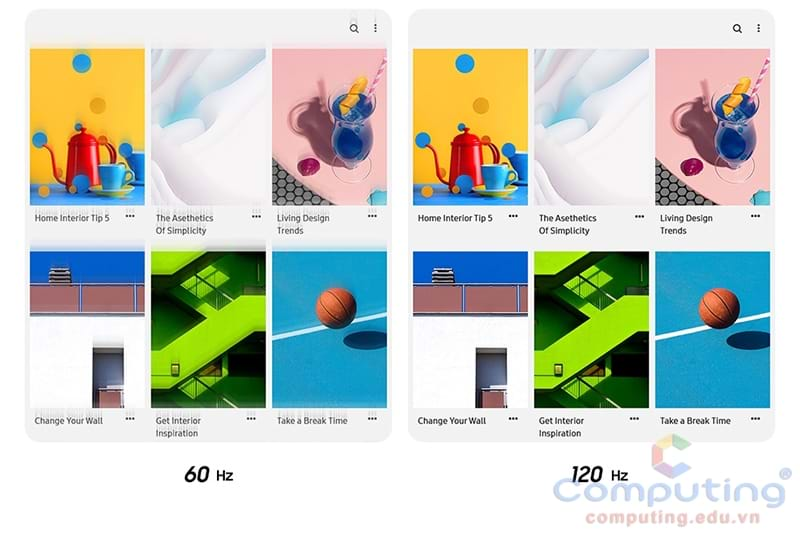 Home Interior Tip 5
The Asethetics
Of Simplicity
Living Design
Trends
Change Your Wall
Get Interior
Inspiration
Take a Break Time
60 Hz
Home Interior Tip 5
The Asethetics
Of Simplicity
Living Design
Trends
Change Your Wall
Get Interior
Inspiration
Take a Break Time
120 Hz
Computing®
computing.edu.vn